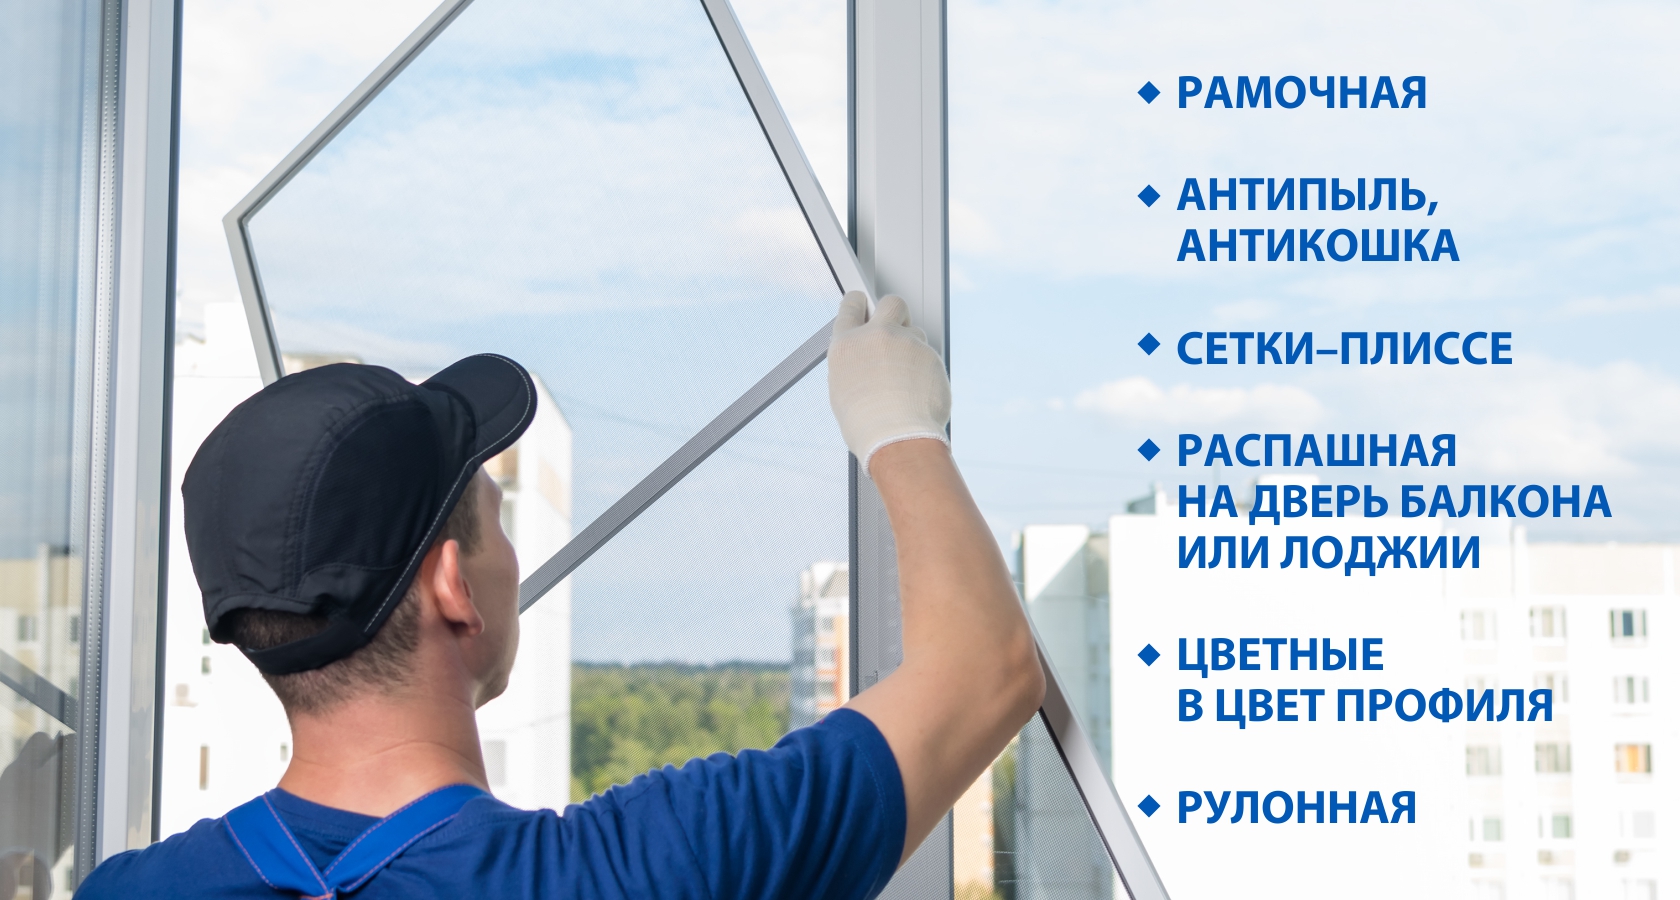 РАМОЧНАЯ
АНТИПЫЛЬ,
АНТИКОШКА
СЕТКИ–ПЛИССЕ
РАСПАШНАЯ
НА ДВЕРЬ БАЛКОНА
ИЛИ ЛОДЖИИ
ЦВЕТНЫЕ
В ЦВЕТ ПРОФИЛЯ
РУЛОННАЯ